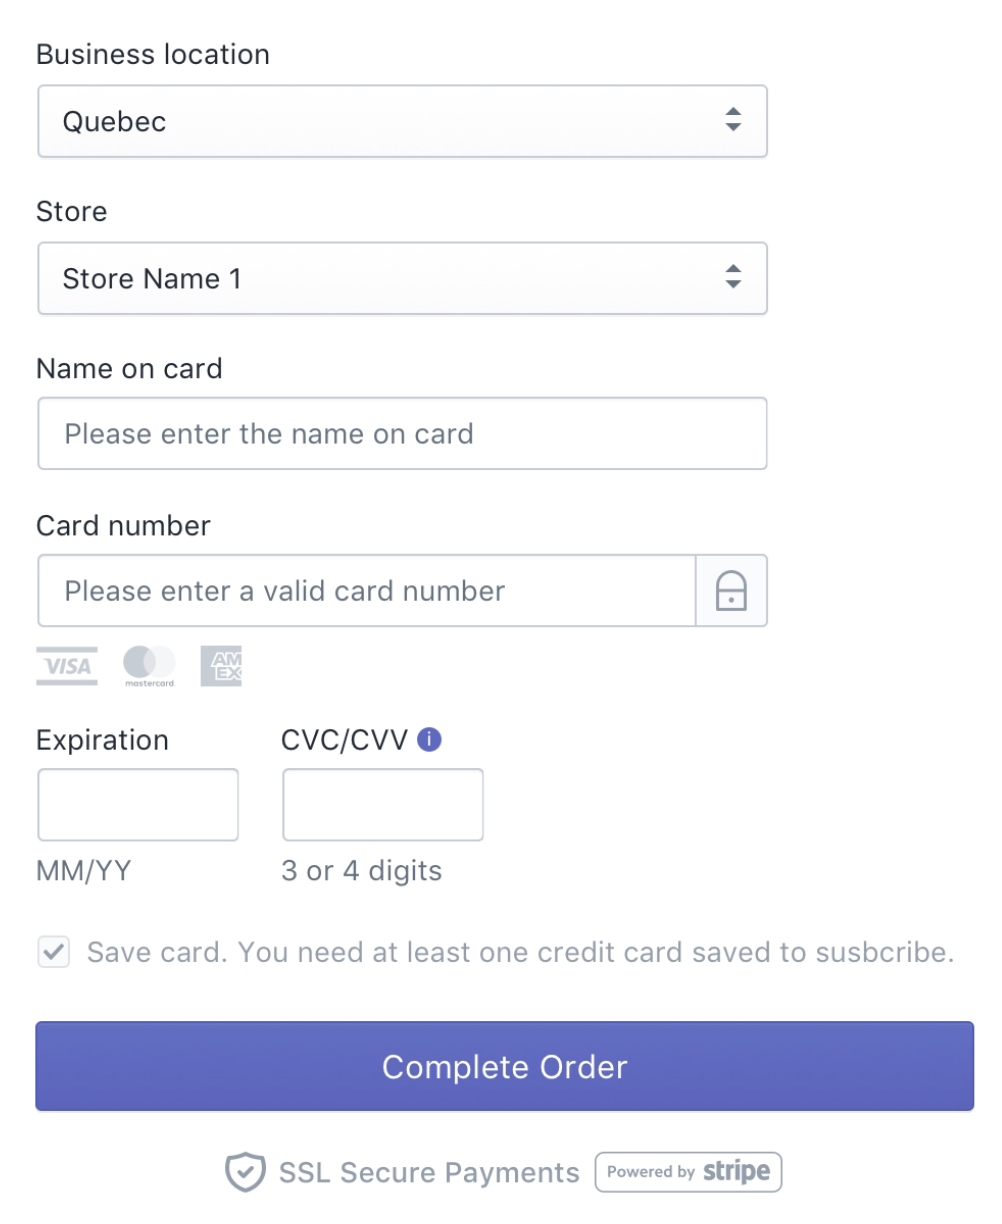 Business location
Quebec
Store
Store Name 1
Name on card
Please enter the name on card
Card number
Please enter a valid card number
VISA mastercard AM EX
Expiration CVC/CVV i
MM/YY 3 or 4 digits
Save card. You need at least one credit card saved to susbcribe.
Complete Order
SSL Secure Payments Powered by stripe